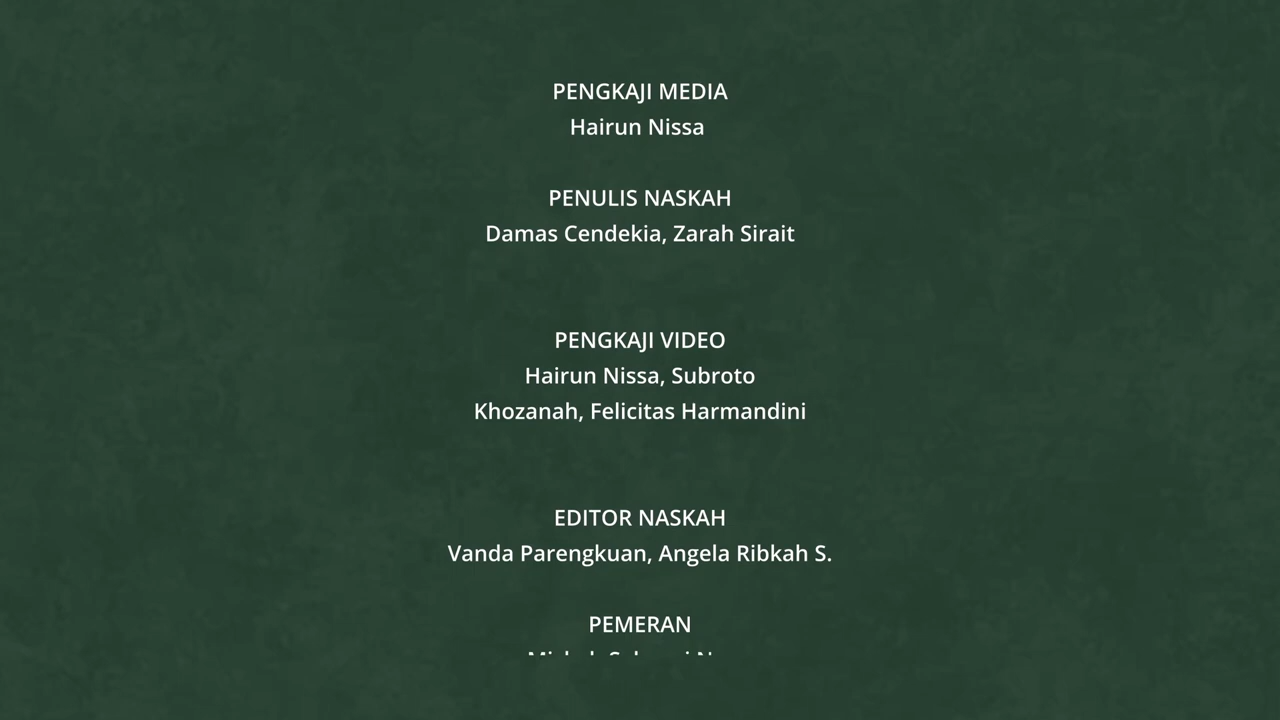 PENGKAJI MEDIA
Hairun Nissa
PENULIS NASKAH
Damas Cendekia, Zarah Sirait
PENGKAJI VIDEO
Hairun Nissa, Subroto
Khozanah, Felicitas Harmandini
EDITOR NASKAH
Vanda Parengkuan, Angela Ribkah S.
PEMERAN